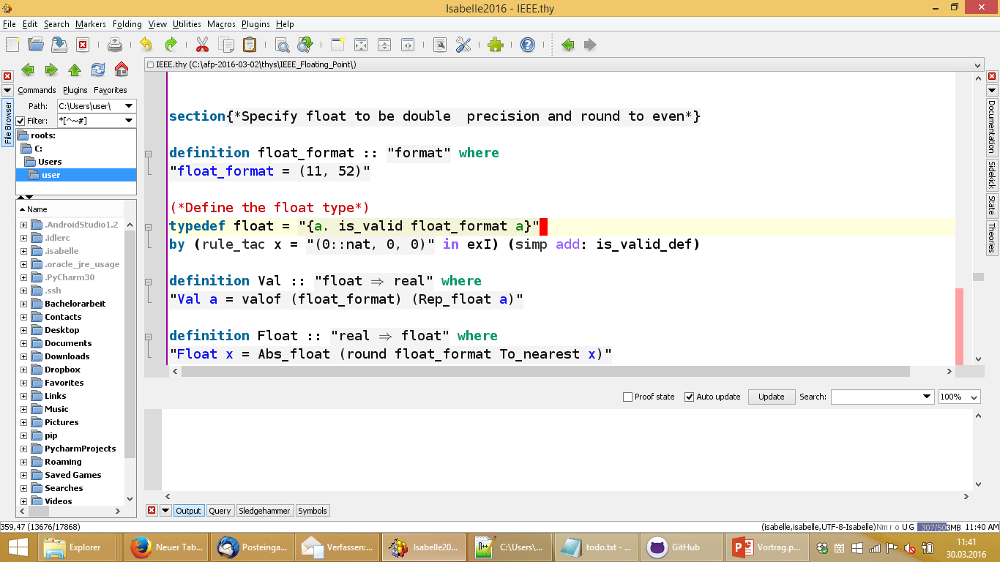 Isabelle2016 - IEEE.thy
File Edit Search Markers Folding View Utilities Macros Plugins Help
IEEE.thy (C:\afp-2016-03-02\thys\IEEE_Floating_Point\)
File Browser
Commands Plugins Favorites
Path: C:\Users\user\
Filter: *[^~#]
roots:
C:
Users
user
Name
.AndroidStudio1.2
.idlerc
.isabelle
.oracle_jre_usage
.PyCharm30
.ssh
Bachelorarbeit
Contacts
Desktop
Documents
Downloads
Dropbox
Favorites
Links
Music
Pictures
pip
PycharmProjects
Roaming
Saved Games
Searches
Videos
section{*Specify float to be double  precision and round to even*}
definition float_format :: "format" where
"float_format = (11, 52)"
(*Define the float type*)
typedef float = "{a. is_valid float_format a}"
by (rule_tac x = "(0::nat, 0, 0)" in exI) (simp add: is_valid_def)
definition Val :: "float ⇒ real" where
"Val a = valof (float_format) (Rep_float a)"
definition Float :: "real ⇒ float" where
"Float x = Abs_float (round float_format To_nearest x)"
Documentation
Sidekick
State
Theories
Proof state Auto update Update Search: 100%
Output Query Sledgehammer Symbols
359,47 (13676/17868)
(isabelle,isabelle,UTF-8-Isabelle)Nm r o U G 307/503MB 11:40 AM
Explorer
Neuer Tab...
Posteinga...
Verfassen:...
Isabelle20...
C:\Users\...
todo.txt - ...
GitHub
Vortrag.p...
11:41
30.03.2016